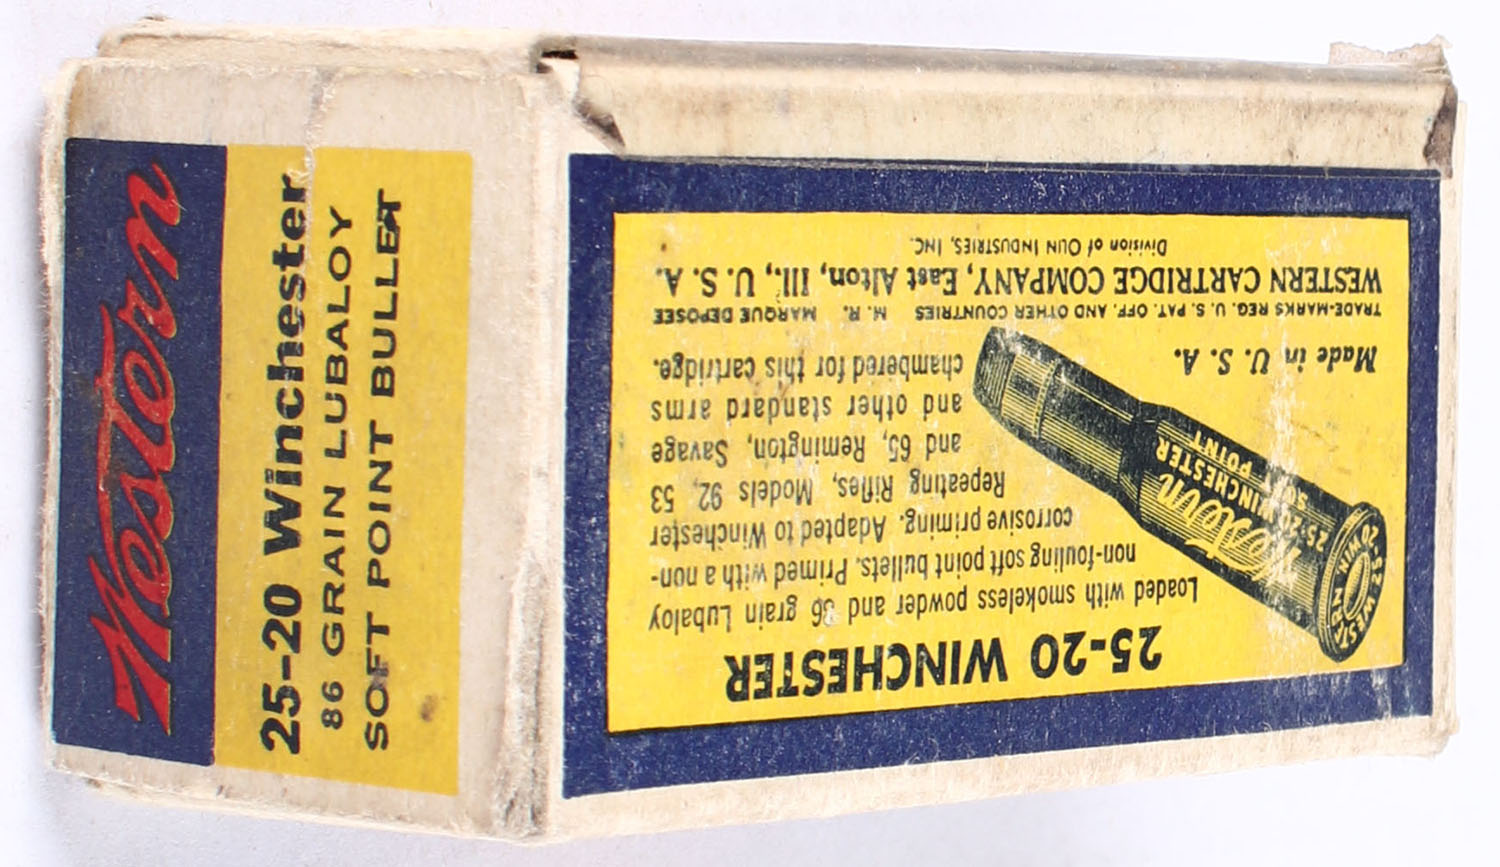 Western
25-20 Winchester
86 GRAIN LUBALOY
SOFT POINT BULLET
25-20 WINCHESTER
Loaded with smokeless powder and 86 grain Lubaloy
non-fouling soft point bullets. Primed with a non-
corrosive priming. Adapted to Winchester
Repeating Rifles, Models 92, 53
and 65, Remington, Savage
and other standard arms
chambered for this cartridge.
Western
25-20 WINCHESTER
SOFT POINT
Made in U. S. A.
TRADE-MARKS REG. U. S. PAT. OFF. AND OTHER COUNTRIES M. R. MARQUE DEPOSEE
WESTERN CARTRIDGE COMPANY, East Alton, Ill., U. S. A.
Division of OLIN INDUSTRIES, INC.